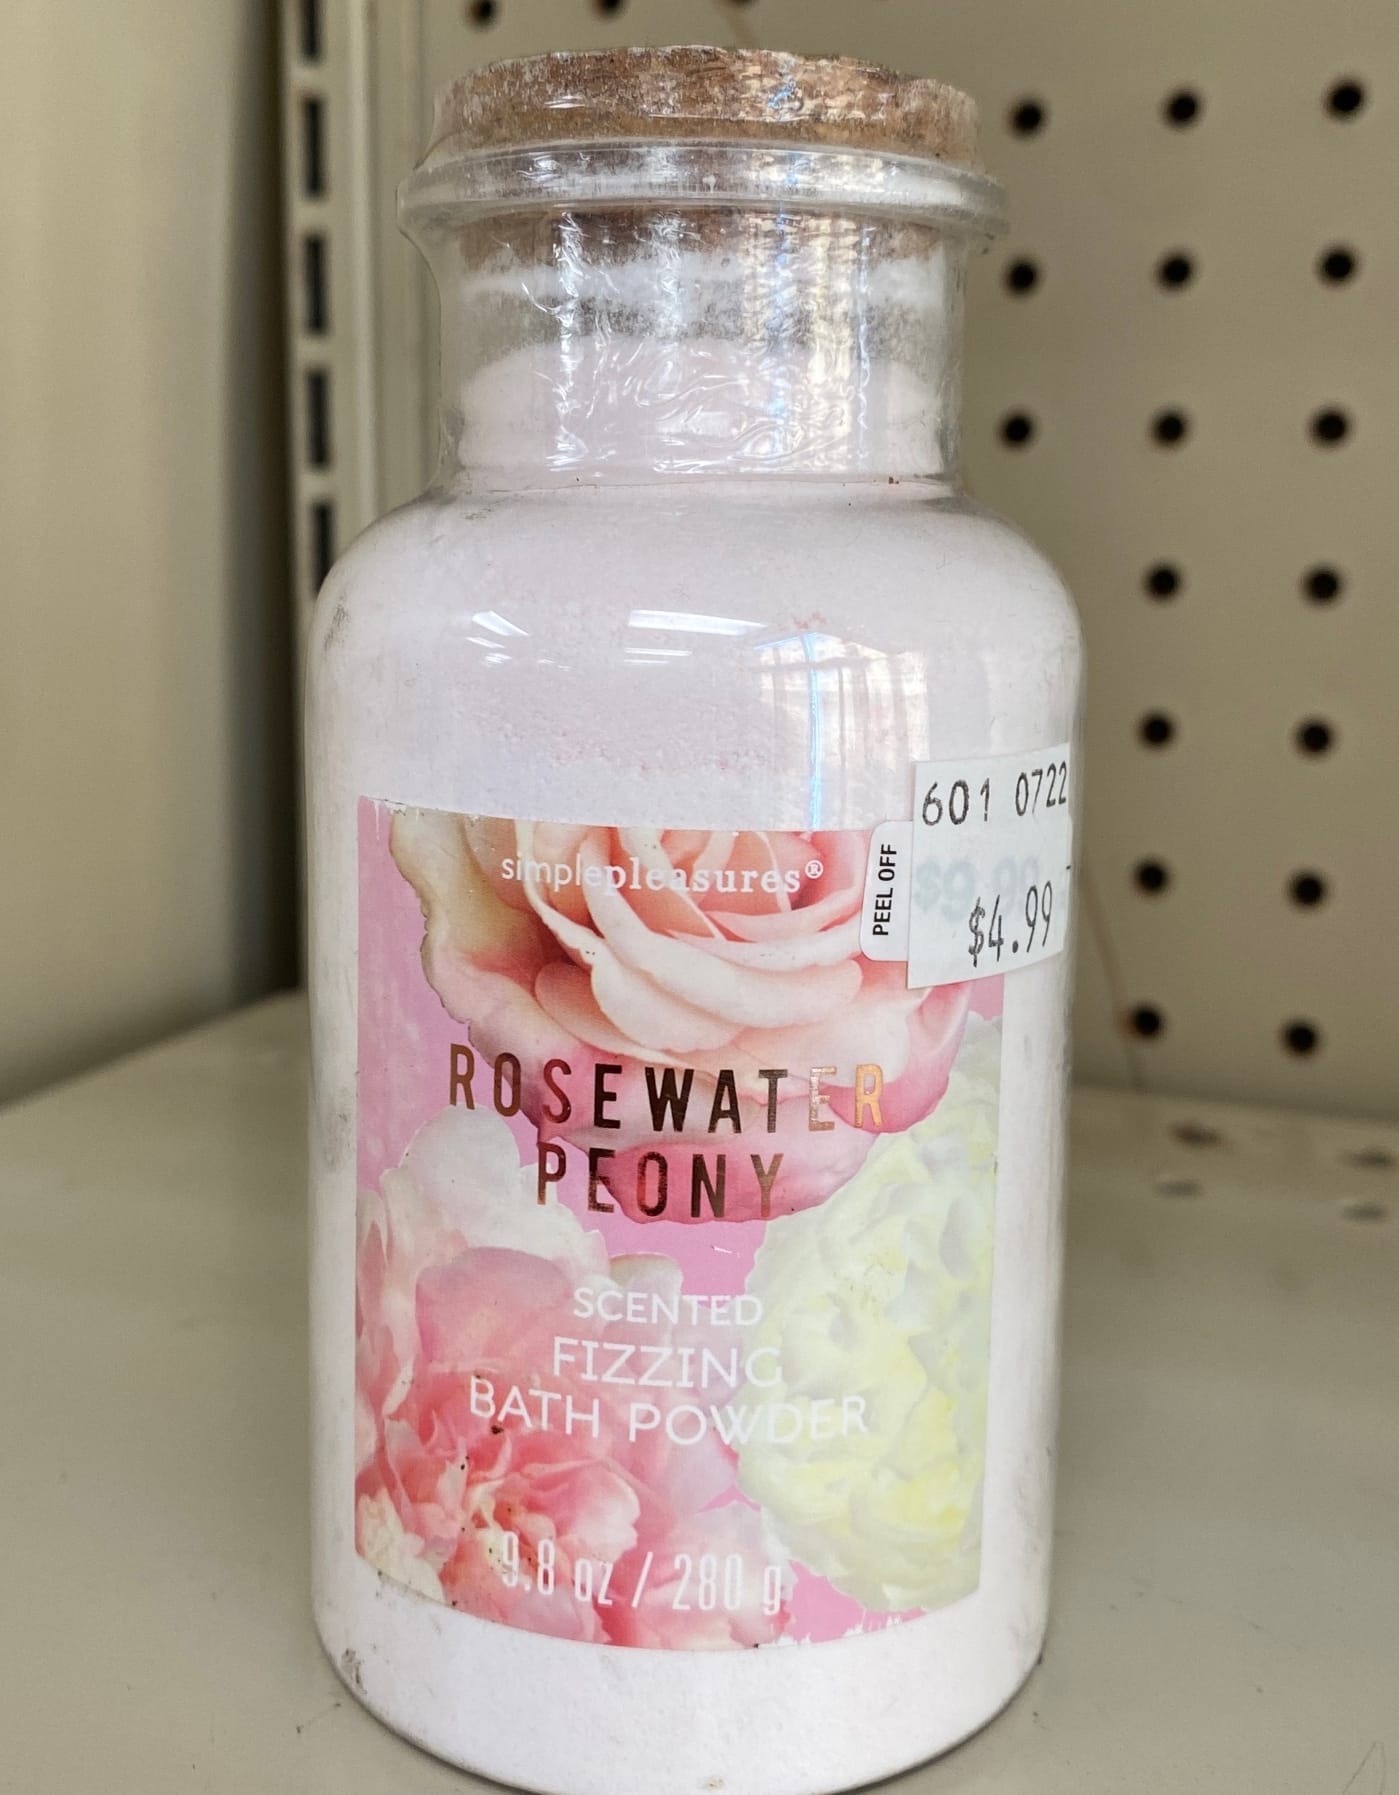 601 0722
PEEL OFF
$9.99
$4.99
simplepleasures®
ROSEWATER
PEONY
SCENTED
FIZZING
BATH POWDER
9.8 oz / 280 g